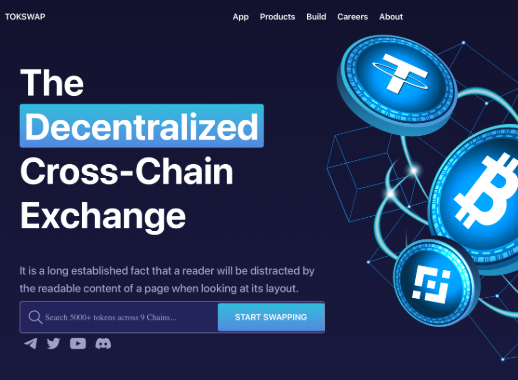 TOKSWAP
App Products Build Careers About
The
Decentralized
Cross-Chain
Exchange
It is a long established fact that a reader will be distracted by
the readable content of a page when looking at its layout.
Search 5000+ tokens across 9 Chains...
START SWAPPING